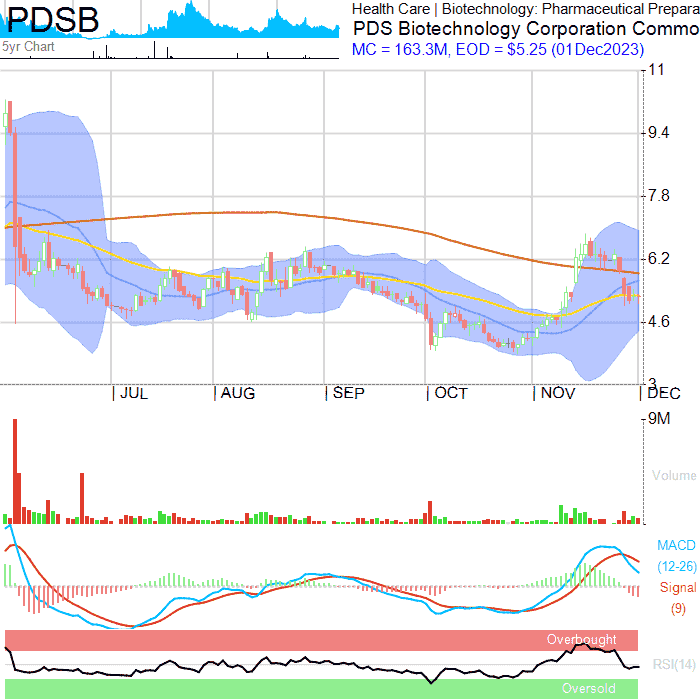 PDSB
5yr Chart
Health Care | Biotechnology: Pharmaceutical Prepara
PDS Biotechnology Corporation Commo
MC = 163.3M, EOD = $5.25 (01Dec2023)
11
9.4
7.8
6.2
4.6
3
JUL AUG SEP OCT NOV DEC
9M
Volume
MACD
(12-26)
Signal
(9)
Overbought
RSI(14)
Oversold